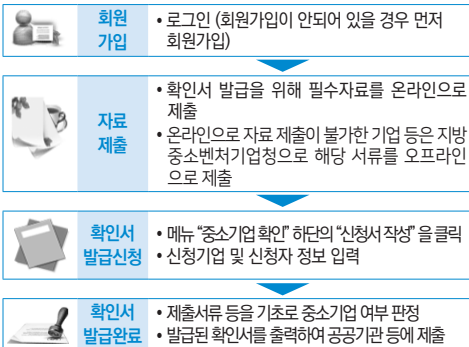 회원
가입
• 로그인 (회원가입이 안되어 있을 경우 먼저
회원가입)
자료
제출
• 확인서 발급을 위해 필수자료를 온라인으로
제출
• 온라인으로 자료 제출이 불가한 기업 등은 지방
중소벤처기업청으로 해당 서류를 오프라인
으로 제출
확인서
발급신청
• 메뉴 “중소기업 확인” 하단의 “신청서 작성” 을 클릭
• 신청기업 및 신청자 정보 입력
확인서
발급완료
• 제출서류 등을 기초로 중소기업 여부 판정
• 발급된 확인서를 출력하여 공공기관 등에 제출